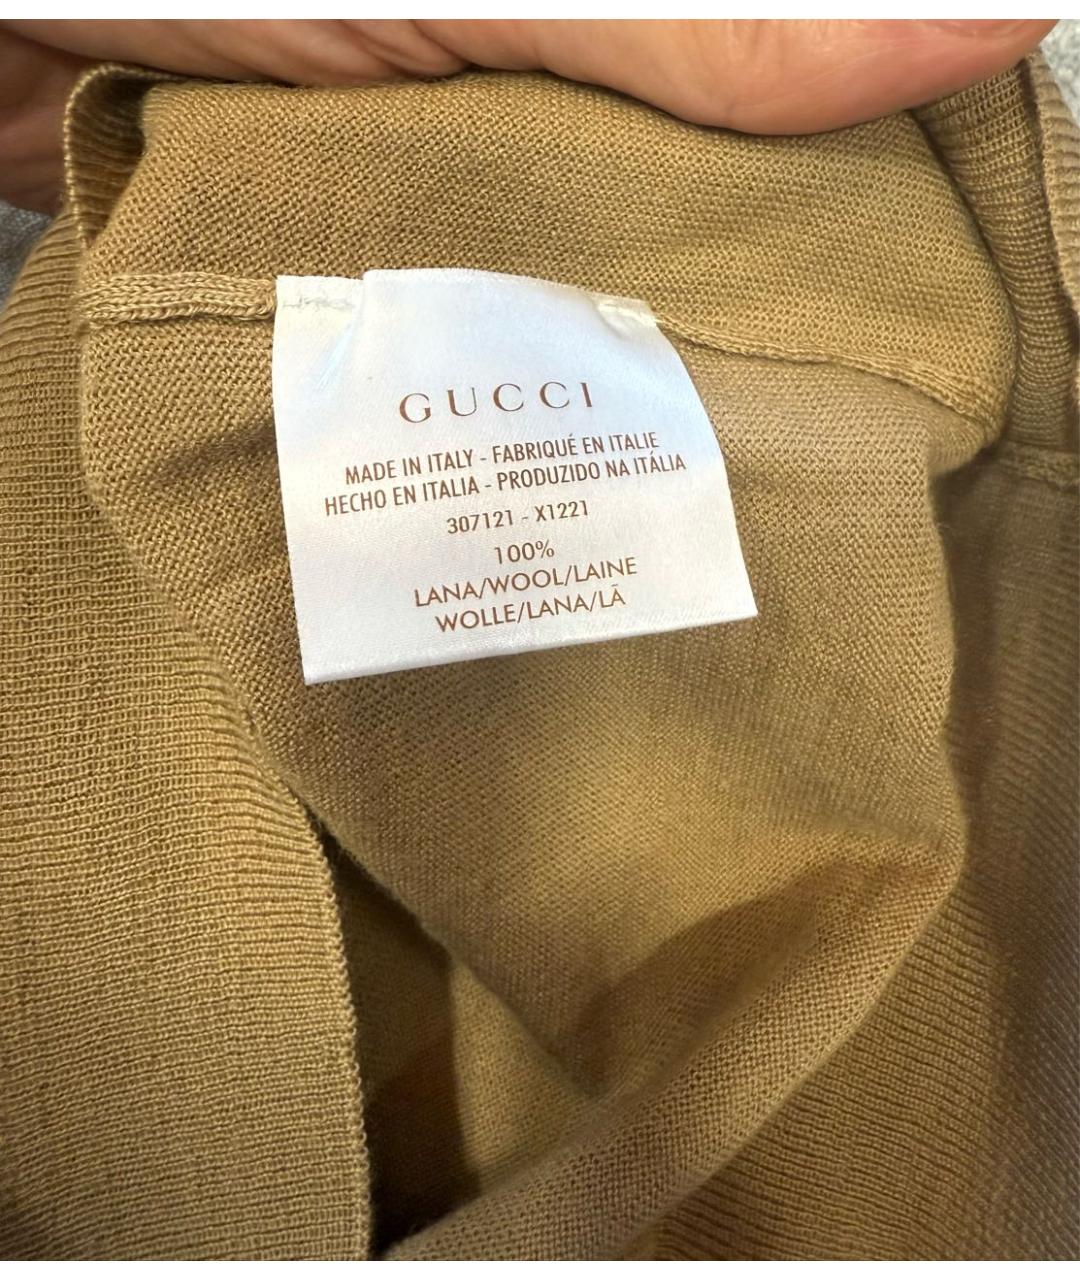 GUCCI
MADE IN ITALY - FABRIQUÉ EN ITALIE
HECHO EN ITALIA - PRODUZIDO NA ITÁLIA
307121 - X1221
100%
LANA/WOOL/LAINE
WOLLE/LANA/LÃ